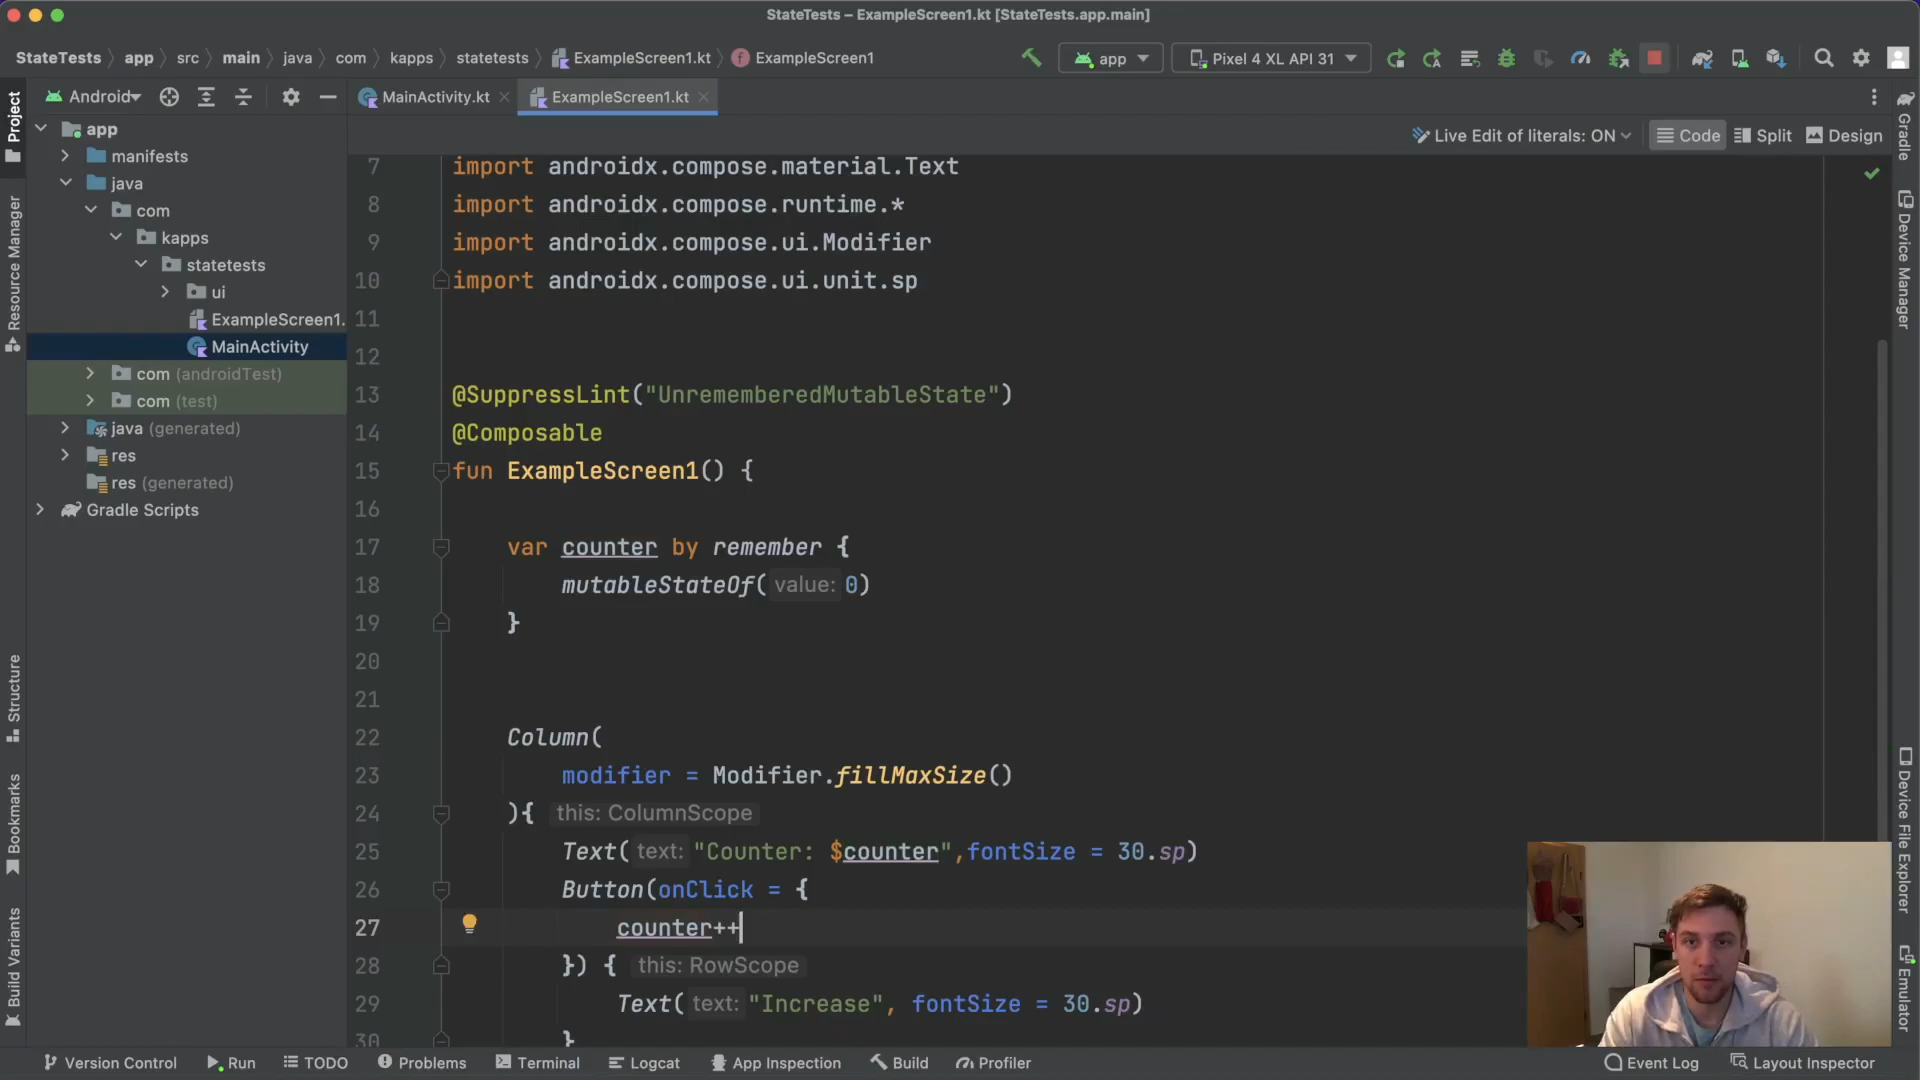 StateTests – ExampleScreen1.kt [StateTests.app.main]
StateTests app src main java com kapps statetests ExampleScreen1.kt ExampleScreen1
app Pixel 4 XL API 31
Android MainActivity.kt ExampleScreen1.kt
Live Edit of literals: ON Code Split Design
Project
Resource Manager
Structure
Bookmarks
Build Variants
app
manifests
java
com
kapps
statetests
ui
ExampleScreen1.
MainActivity
com (androidTest)
com (test)
java (generated)
res
res (generated)
Gradle Scripts
7 import androidx.compose.material.Text
8 import androidx.compose.runtime.*
9 import androidx.compose.ui.Modifier
10 import androidx.compose.ui.unit.sp
11
12
13 @SuppressLint("UnrememberedMutableState")
14 @Composable
15 fun ExampleScreen1() {
16
17 var counter by remember {
18 mutableStateOf( value: 0)
19 }
20
21
22 Column(
23 modifier = Modifier.fillMaxSize()
24 ){ this: ColumnScope
25 Text( text: "Counter: $counter",fontSize = 30.sp)
26 Button(onClick = {
27 counter++
28 }) { this: RowScope
29 Text( text: "Increase", fontSize = 30.sp)
30 }
Gradle
Device Manager
Device File Explorer
Emulator
Version Control Run TODO Problems Terminal Logcat App Inspection Build Profiler Event Log Layout Inspector